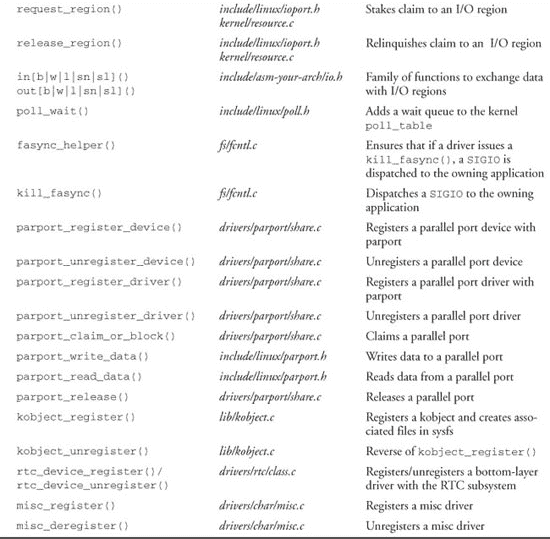 request_region() include/linux/ioport.h Stakes claim to an I/O region
kernel/resource.c
release_region() include/linux/ioport.h Relinquishes claim to an I/O region
kernel/resource.c
in[b|w|l|sn|sl]() include/asm-your-arch/io.h Family of functions to exchange data
out[b|w|l|sn|sl]() with I/O regions
poll_wait() include/linux/poll.h Adds a wait queue to the kernel
poll_table
fasync_helper() fs/fcntl.c Ensures that if a driver issues a
kill_fasync(), a SIGIO is
dispatched to the owning application
kill_fasync() fs/fcntl.c Dispatches a SIGIO to the owning
application
parport_register_device() drivers/parport/share.c Registers a parallel port device with
parport
parport_unregister_device() drivers/parport/share.c Unregisters a parallel port device
parport_register_driver() drivers/parport/share.c Registers a parallel port driver with
parport
parport_unregister_driver() drivers/parport/share.c Unregisters a parallel port driver
parport_claim_or_block() drivers/parport/share.c Claims a parallel port
parport_write_data() include/linux/parport.h Writes data to a parallel port
parport_read_data() include/linux/parport.h Reads data from a parallel port
parport_release() drivers/parport/share.c Releases a parallel port
kobject_register() lib/kobject.c Registers a kobject and creates asso-
ciated files in sysfs
kobject_unregister() lib/kobject.c Reverse of kobject_register()
rtc_device_register()/ drivers/rtc/class.c Registers/unregisters a bottom-layer
rtc_device_unregister() driver with the RTC subsystem
misc_register() drivers/char/misc.c Registers a misc driver
misc_deregister() drivers/char/misc.c Unregisters a misc driver